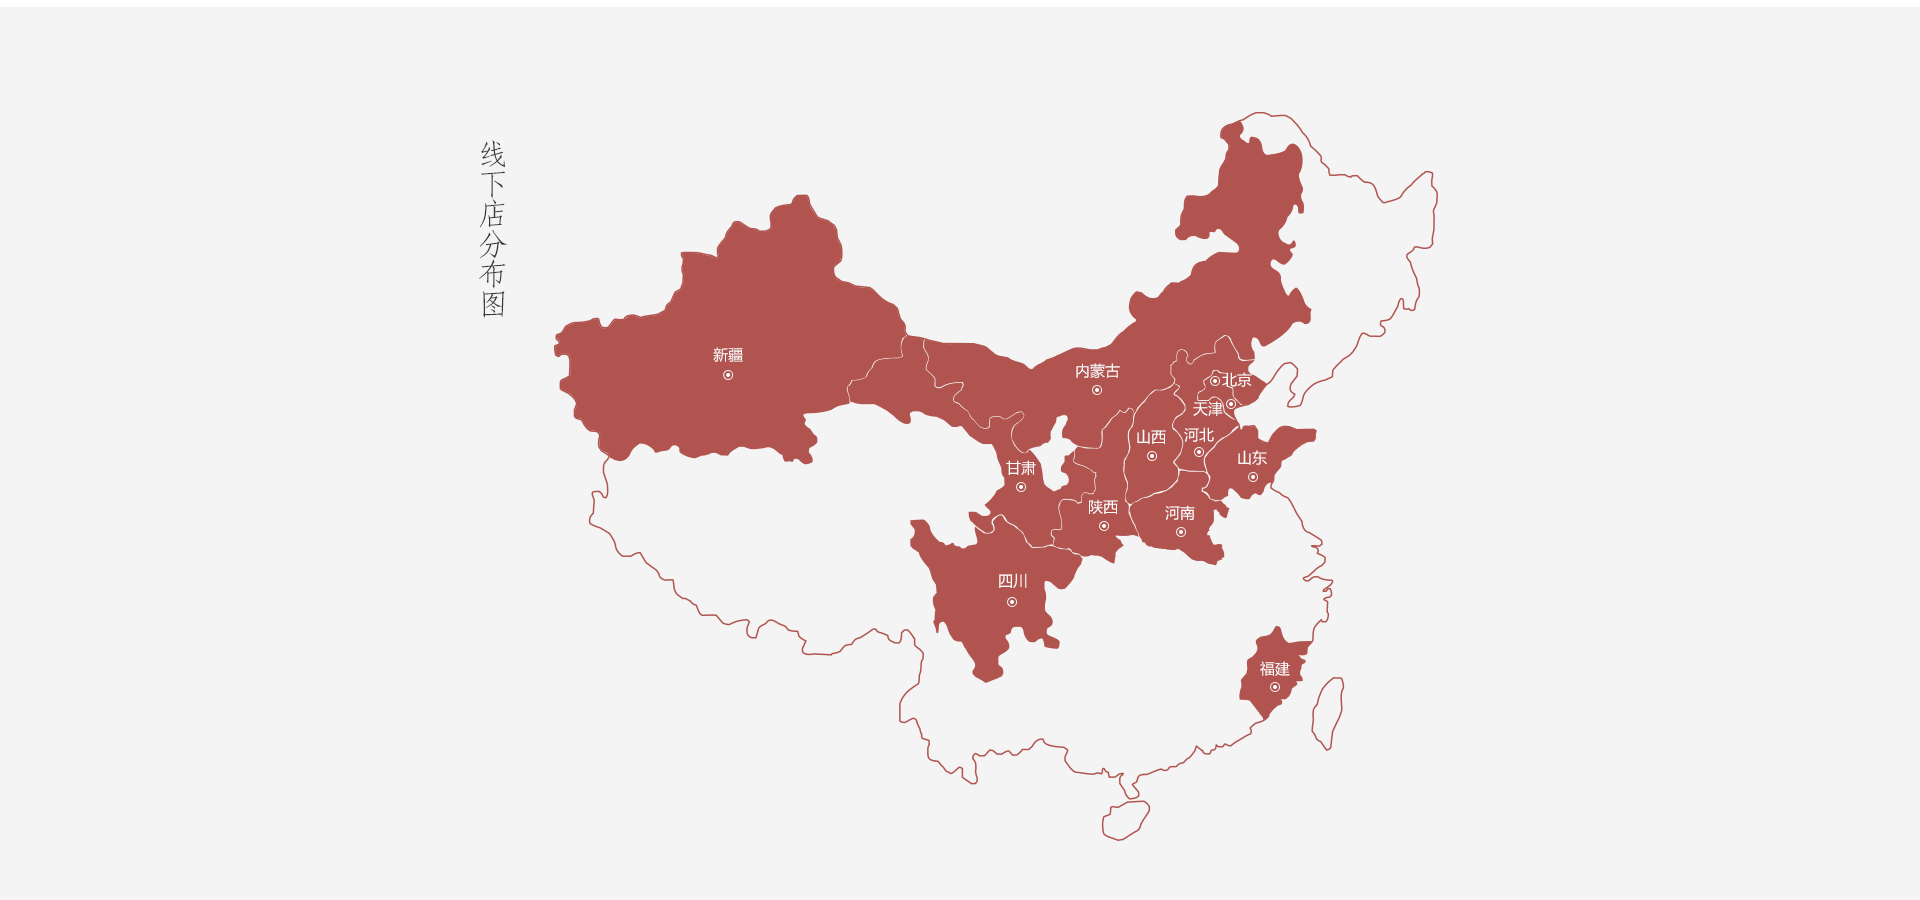 线下店分布图
新疆
内蒙古
北京
天津
河北
山西
山东
甘肃
陕西
河南
四川
福建